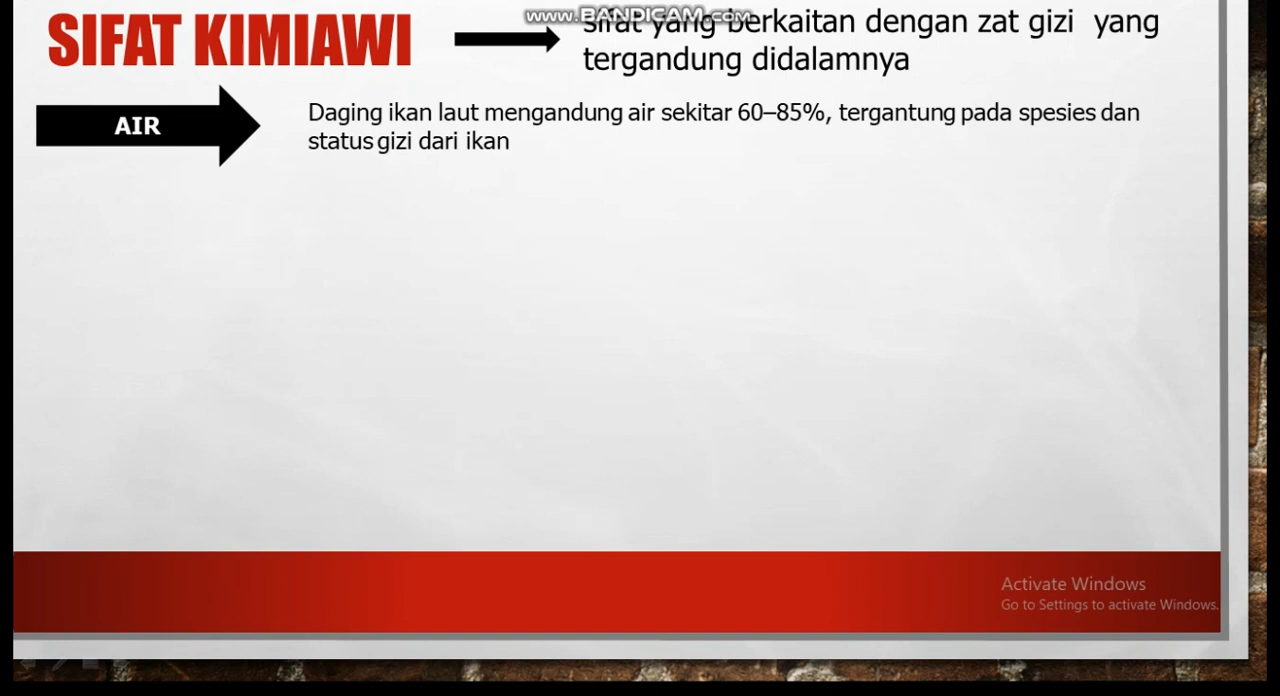 www.BANDICAM.com
SIFAT KIMIAWI
sifat yang berkaitan dengan zat gizi yang
tergandung didalamnya
AIR
Daging ikan laut mengandung air sekitar 60–85%, tergantung pada spesies dan
status gizi dari ikan
Activate Windows
Go to Settings to activate Windows.